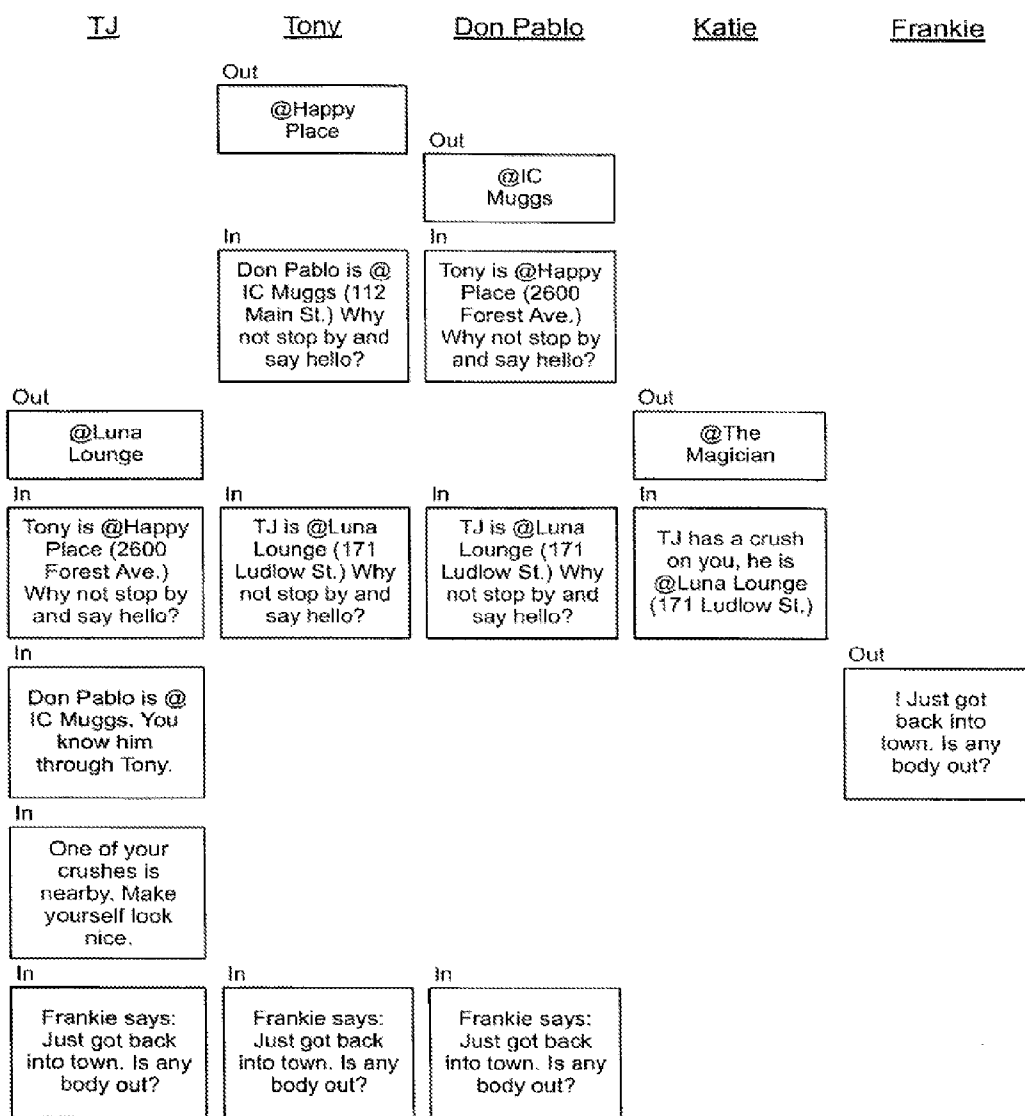 TJ Tony Don Pablo Katie Frankie
Out
@Happy
Place
Out
@IC
Muggs
In
Don Pablo is @
IC Muggs (112
Main St.) Why
not stop by and
say hello?
In
Tony is @Happy
Place (2600
Forest Ave.)
Why not stop by
and say hello?
Out
@Luna
Lounge
Out
@The
Magician
In
Tony is @Happy
Place (2600
Forest Ave.)
Why not stop by
and say hello?
In
TJ is @Luna
Lounge (171
Ludlow St.) Why
not stop by and
say hello?
In
TJ is @Luna
Lounge (171
Ludlow St.) Why
not stop by and
say hello?
In
TJ has a crush
on you, he is
@Luna Lounge
(171 Ludlow St.)
In
Don Pablo is @
IC Muggs. You
know him
through Tony.
Out
I Just got
back into
town. Is any
body out?
In
One of your
crushes is
nearby. Make
yourself look
nice.
In
Frankie says:
Just got back
into town. Is any
body out?
In
Frankie says:
Just got back
into town. Is any
body out?
In
Frankie says:
Just got back
into town. Is any
body out?